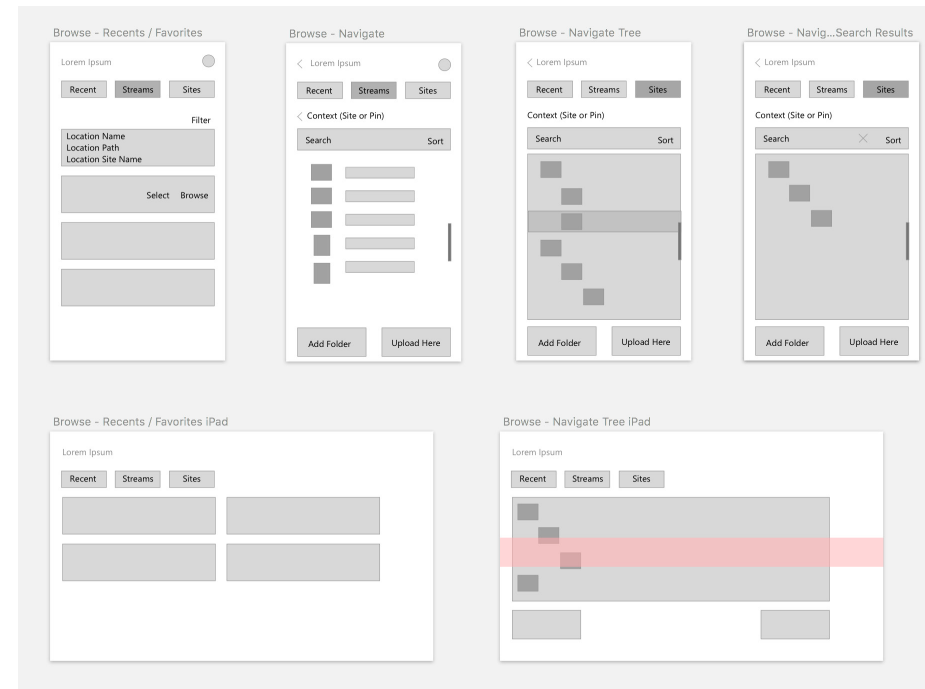 Browse - Recents / Favorites
Lorem Ipsum
Recent
Streams
Sites
Filter
Location Name
Location Path
Location Site Name
Select
Browse
Browse - Navigate
Lorem Ipsum
Recent
Streams
Sites
Context (Site or Pin)
Search
Sort
Add Folder
Upload Here
Browse - Navigate Tree
Lorem Ipsum
Recent
Streams
Sites
Context (Site or Pin)
Search
Sort
Add Folder
Upload Here
Browse - Navig...Search Results
Lorem Ipsum
Recent
Streams
Sites
Context (Site or Pin)
Search
Sort
Add Folder
Upload Here
Browse - Recents / Favorites iPad
Lorem Ipsum
Recent
Streams
Sites
Browse - Navigate Tree iPad
Lorem Ipsum
Recent
Streams
Sites